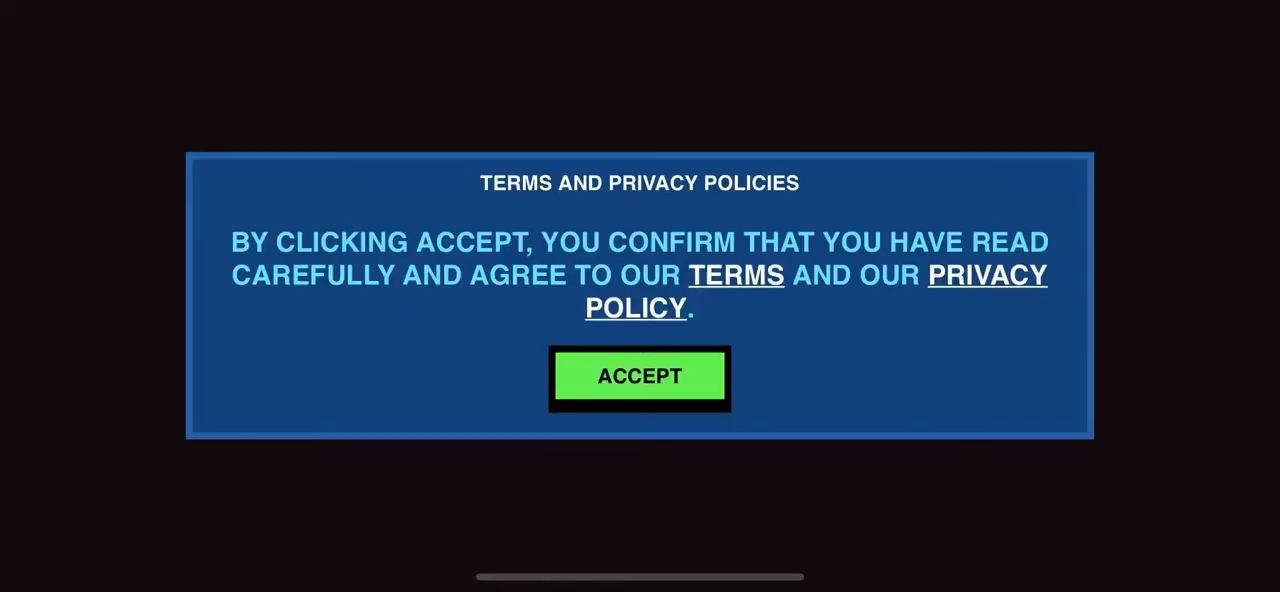 TERMS AND PRIVACY POLICIES
BY CLICKING ACCEPT, YOU CONFIRM THAT YOU HAVE READ
CAREFULLY AND AGREE TO OUR TERMS AND OUR PRIVACY
POLICY.
ACCEPT